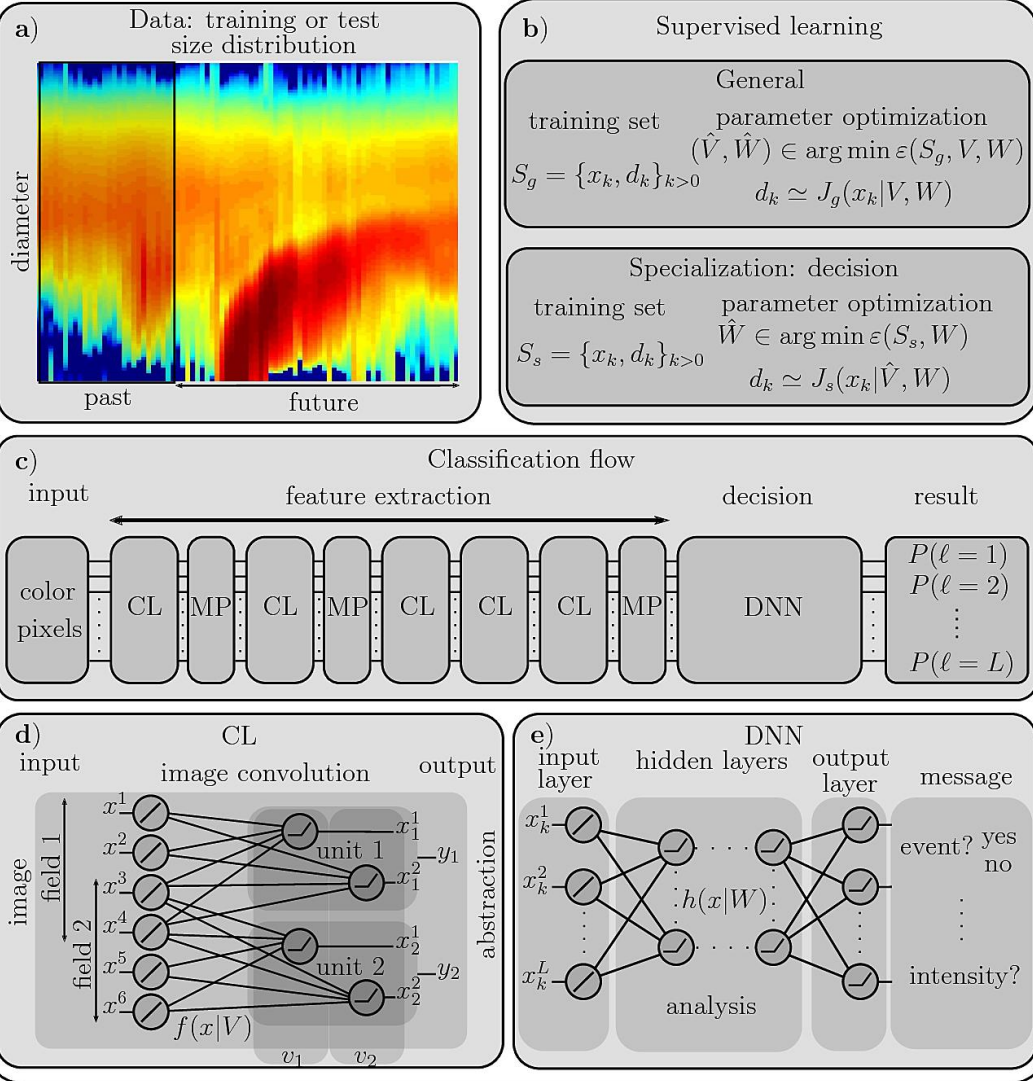 a)
Data: training or test
size distribution
diameter
past
future
b)
Supervised learning
General
training set
parameter optimization
S_g = {x_k, d_k}_{k>0}
(V̂, Ŵ) ∈ arg min ε(S_g, V, W)
d_k ≃ J_g(x_k|V, W)
Specialization: decision
training set
parameter optimization
S_s = {x_k, d_k}_{k>0}
Ŵ ∈ arg min ε(S_s, W)
d_k ≃ J_s(x_k|V̂, W)
c)
Classification flow
input
feature extraction
decision
result
color
pixels
CL
MP
CL
MP
CL
CL
CL
MP
DNN
P(ℓ = 1)
P(ℓ = 2)
P(ℓ = L)
d)
CL
input
image convolution
output
image
field 1
field 2
x^1
x^2
x^3
x^4
x^5
x^6
unit 1
unit 2
x_1^1
x_1^2
y_1
x_2^1
x_2^2
y_2
abstraction
f(x|V)
v_1
v_2
e)
DNN
input
layer
hidden layers
output
layer
message
x_k^1
x_k^2
x_k^L
h(x|W)
analysis
event? yes
no
intensity?